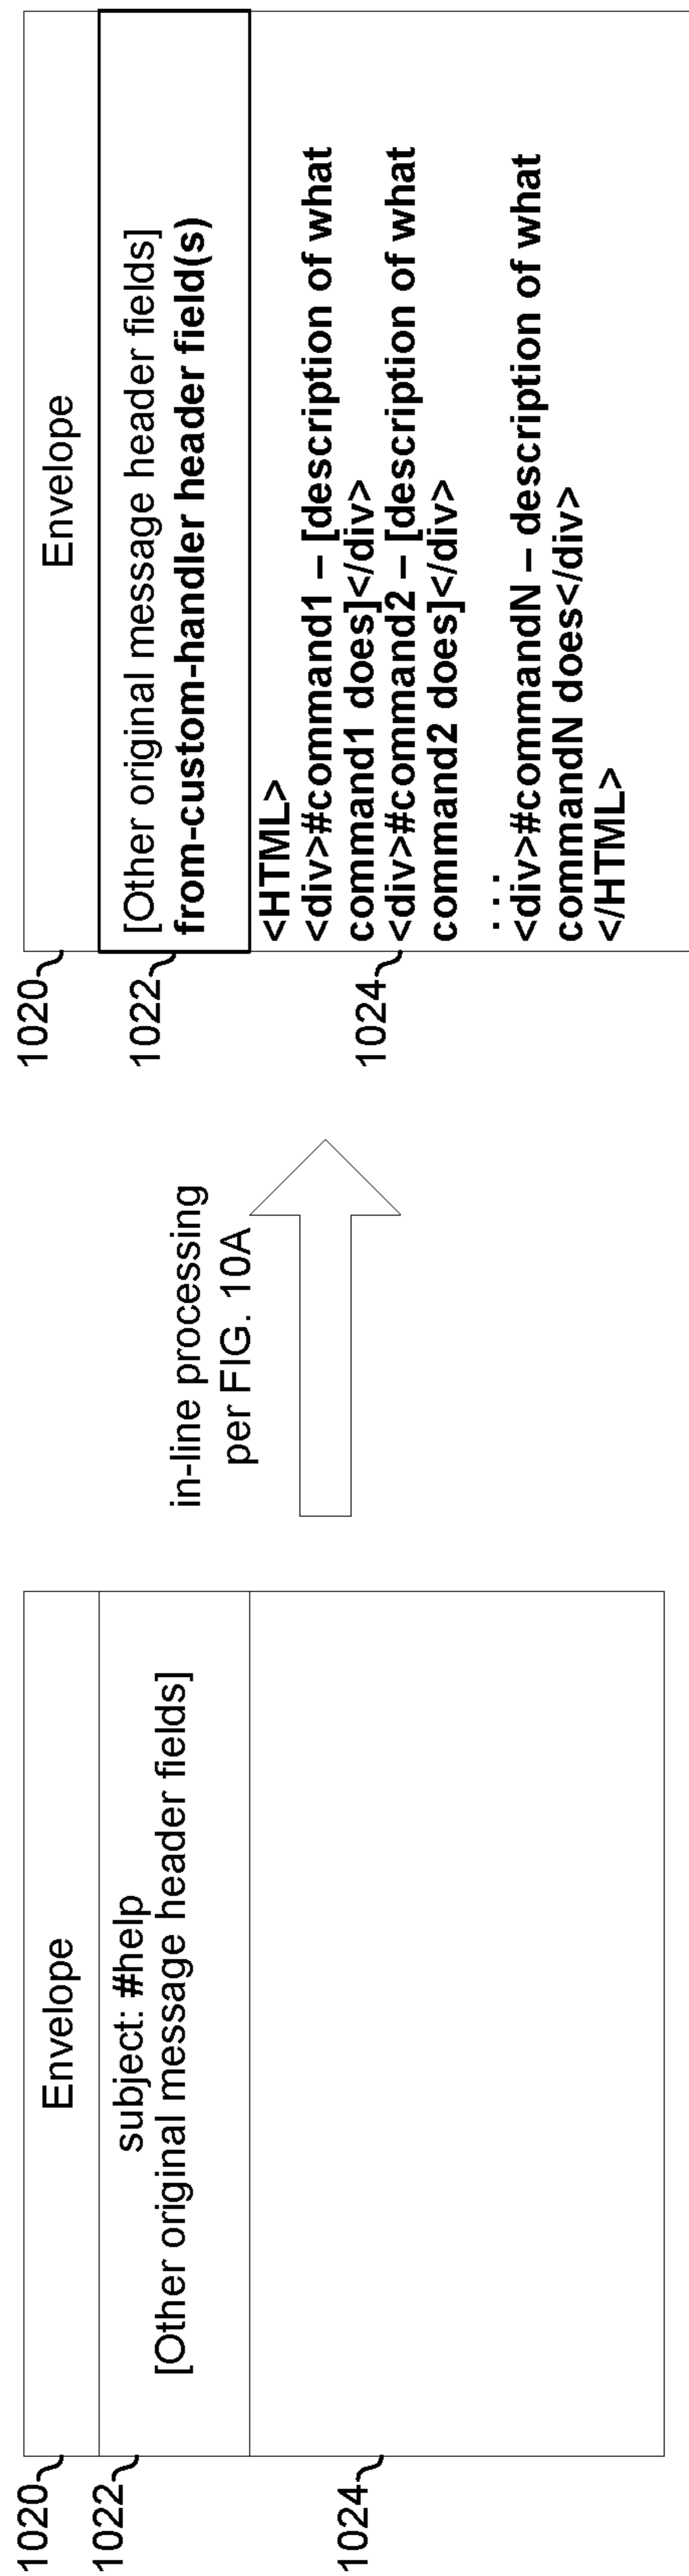 1020
Envelope
1022
subject: #help
[Other original message header fields]
1024
in-line processing
per FIG. 10A
1020
Envelope
1022
[Other original message header fields]
from-custom-handler header field(s)
1024
<HTML>
<div>#command1 – [description of what
command1 does]</div>
<div>#command2 – [description of what
command2 does]</div>
. . .
<div>#commandN – description of what
commandN does</div>
</HTML>